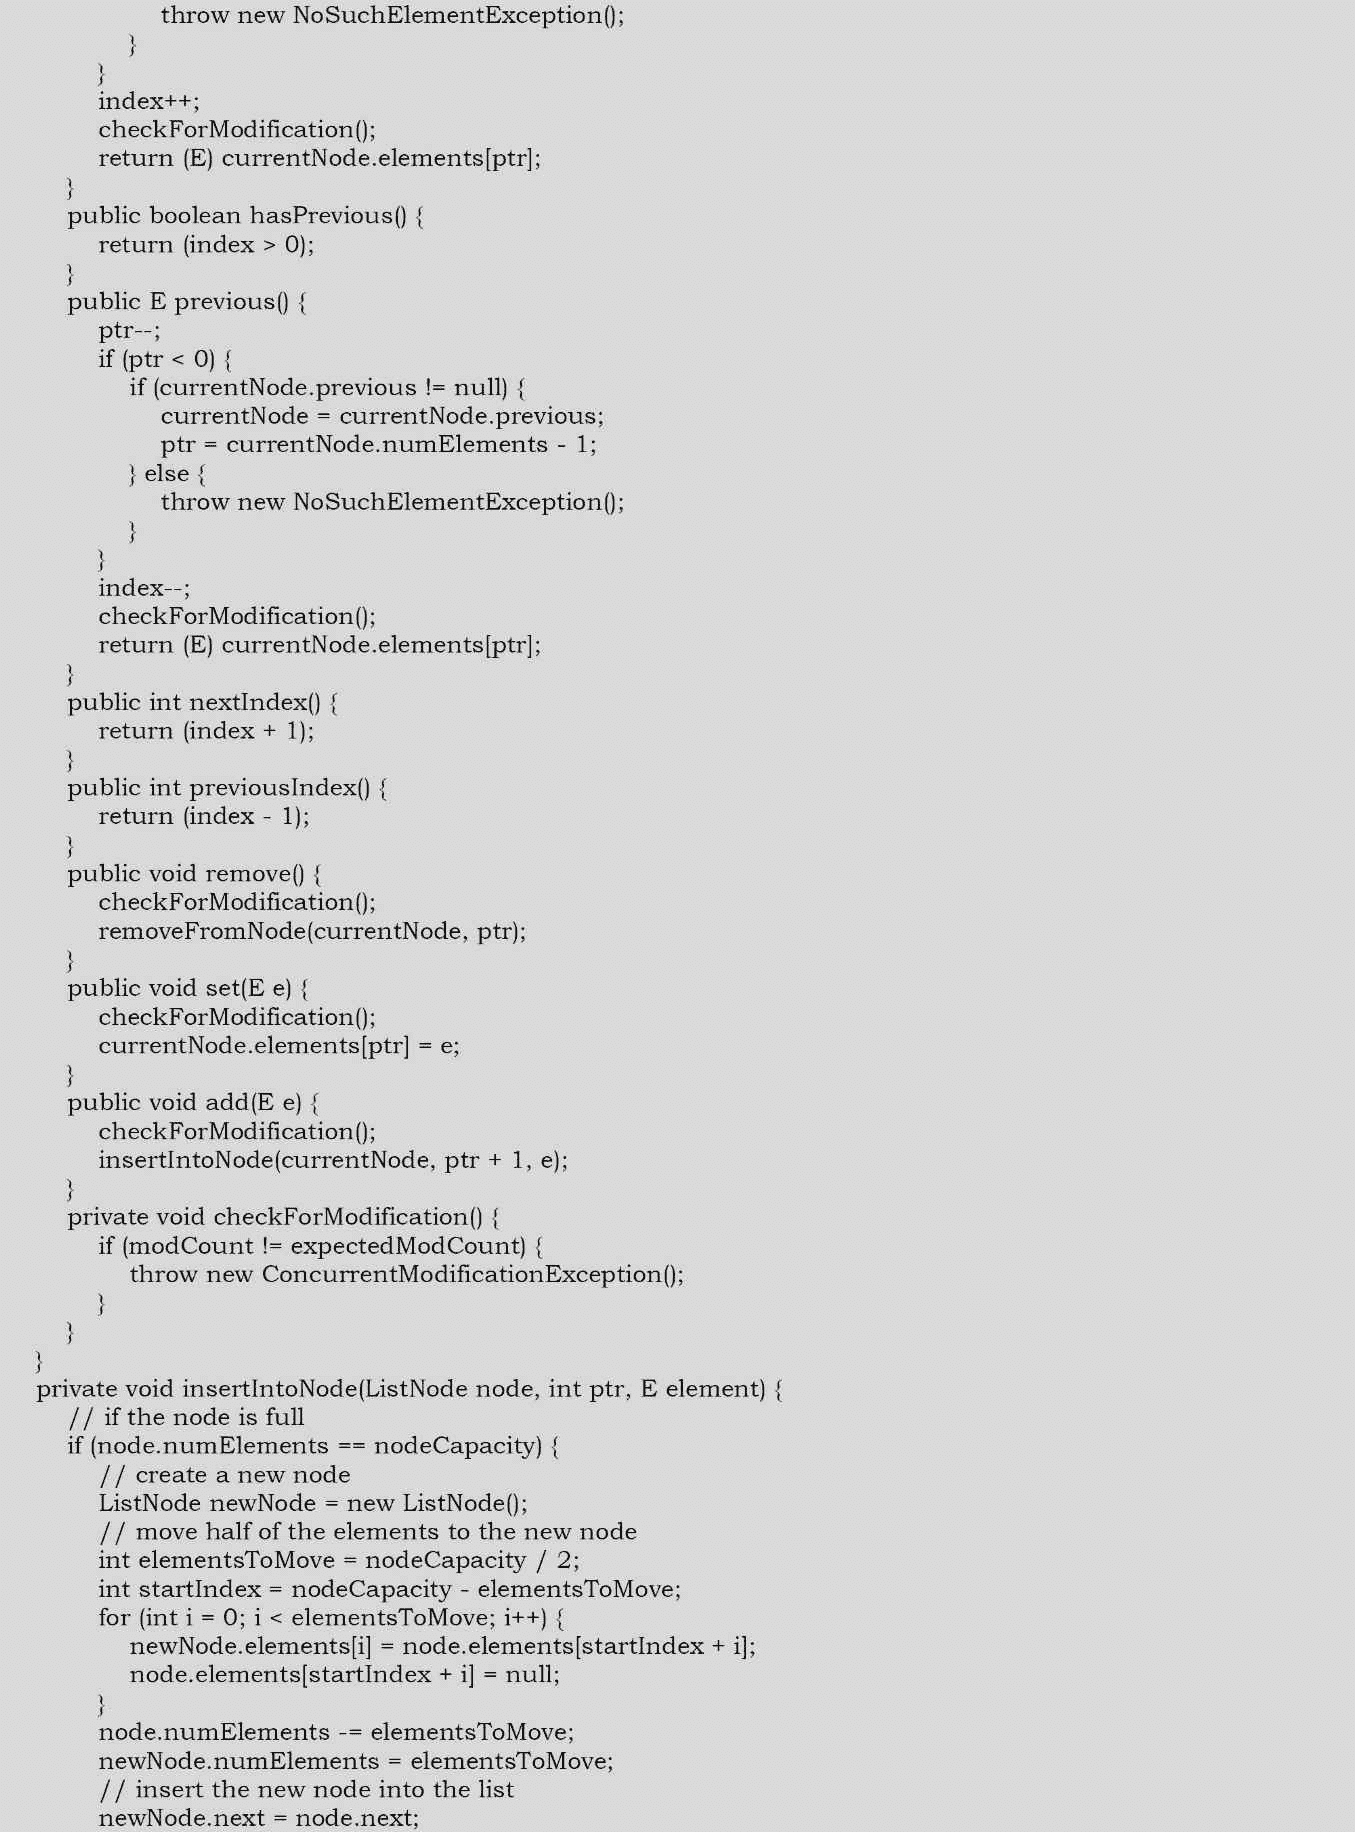 throw new NoSuchElementException();
}
}
index++;
checkForModification();
return (E) currentNode.elements[ptr];
}
public boolean hasPrevious() {
return (index > 0);
}
public E previous() {
ptr--;
if (ptr < 0) {
if (currentNode.previous != null) {
currentNode = currentNode.previous;
ptr = currentNode.numElements - 1;
} else {
throw new NoSuchElementException();
}
}
index--;
checkForModification();
return (E) currentNode.elements[ptr];
}
public int nextIndex() {
return (index + 1);
}
public int previousIndex() {
return (index - 1);
}
public void remove() {
checkForModification();
removeFromNode(currentNode, ptr);
}
public void set(E e) {
checkForModification();
currentNode.elements[ptr] = e;
}
public void add(E e) {
checkForModification();
insertIntoNode(currentNode, ptr + 1, e);
}
private void checkForModification() {
if (modCount != expectedModCount) {
throw new ConcurrentModificationException();
}
}
}
private void insertIntoNode(ListNode node, int ptr, E element) {
// if the node is full
if (node.numElements == nodeCapacity) {
// create a new node
ListNode newNode = new ListNode();
// move half of the elements to the new node
int elementsToMove = nodeCapacity / 2;
int startIndex = nodeCapacity - elementsToMove;
for (int i = 0; i < elementsToMove; i++) {
newNode.elements[i] = node.elements[startIndex + i];
node.elements[startIndex + i] = null;
}
node.numElements -= elementsToMove;
newNode.numElements = elementsToMove;
// insert the new node into the list
newNode.next = node.next;